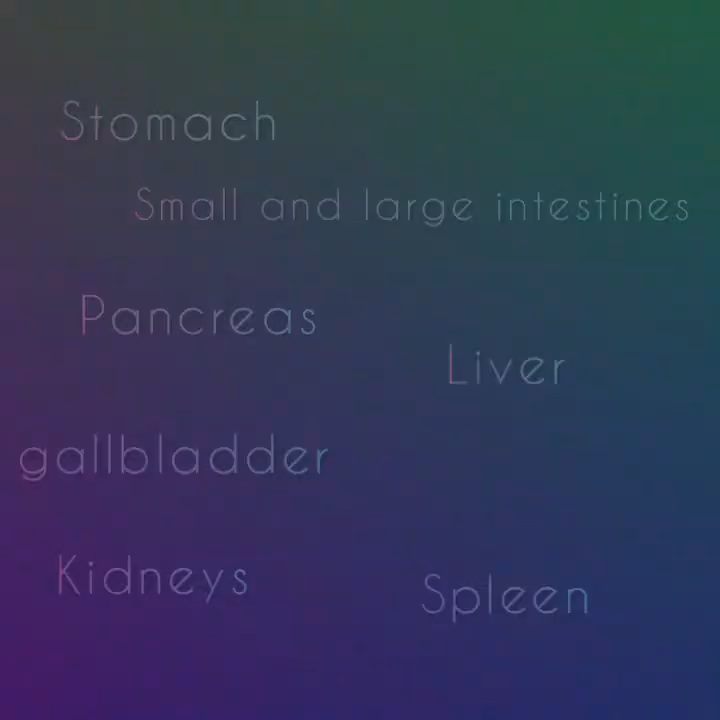 Stomach
Small and large intestines
Pancreas
Liver
gallbladder
Kidneys
Spleen